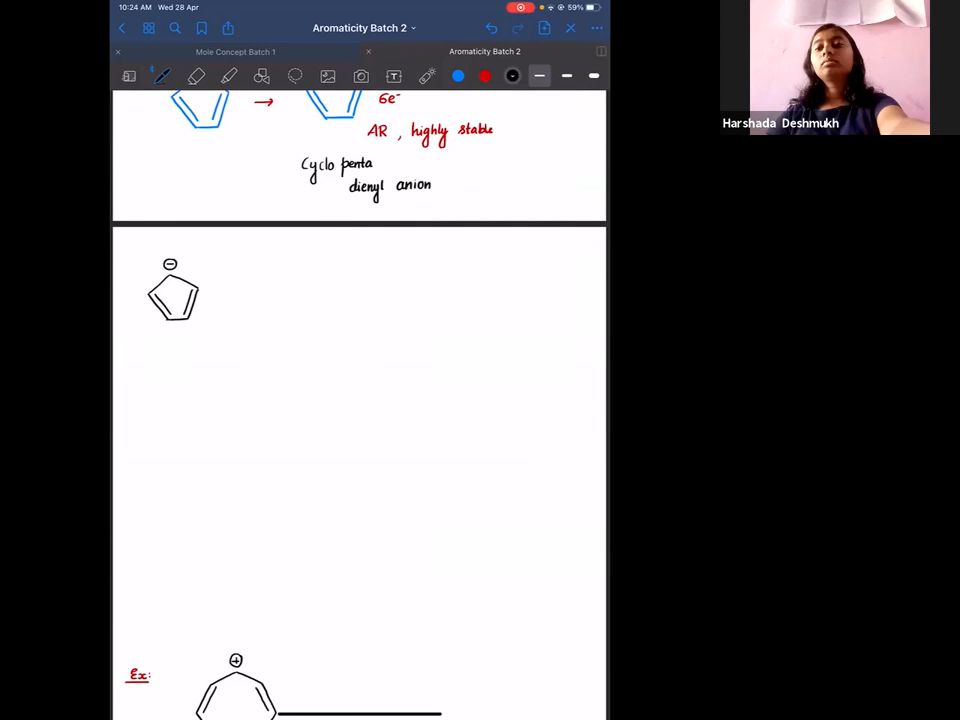 10:24 AM Wed 28 Apr
59%
Aromaticity Batch 2
Mole Concept Batch 1
Aromaticity Batch 2
Harshada Deshmukh
6e⁻
→
AR, highly stable
Cyclo penta
dienyl anion
⊖
⊕
Ex: